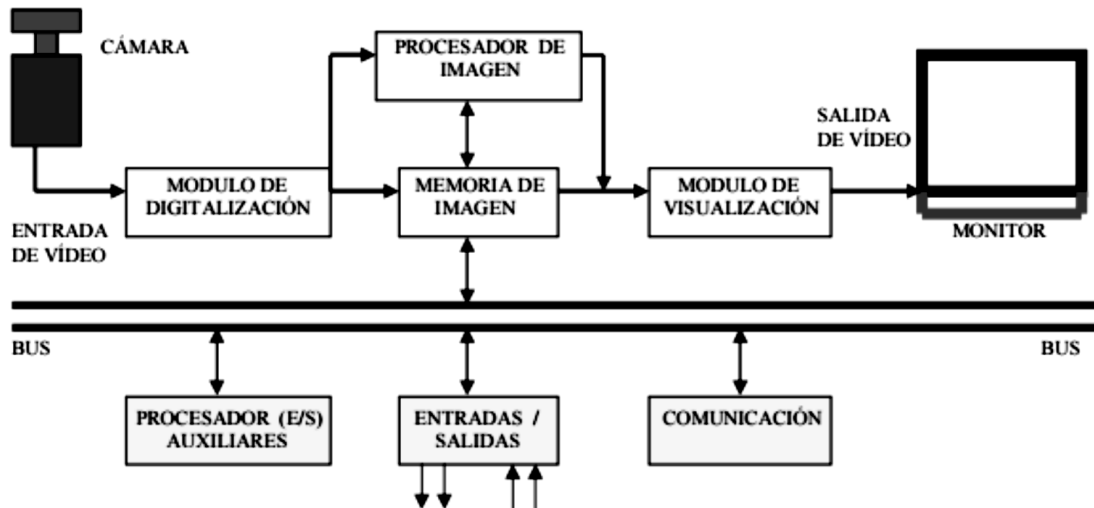 CÁMARA
PROCESADOR DE
IMAGEN
SALIDA
DE VÍDEO
MODULO DE
DIGITALIZACIÓN
MEMORIA DE
IMAGEN
MODULO DE
VISUALIZACIÓN
ENTRADA
DE VÍDEO
MONITOR
BUS
BUS
PROCESADOR (E/S)
AUXILIARES
ENTRADAS /
SALIDAS
COMUNICACIÓN